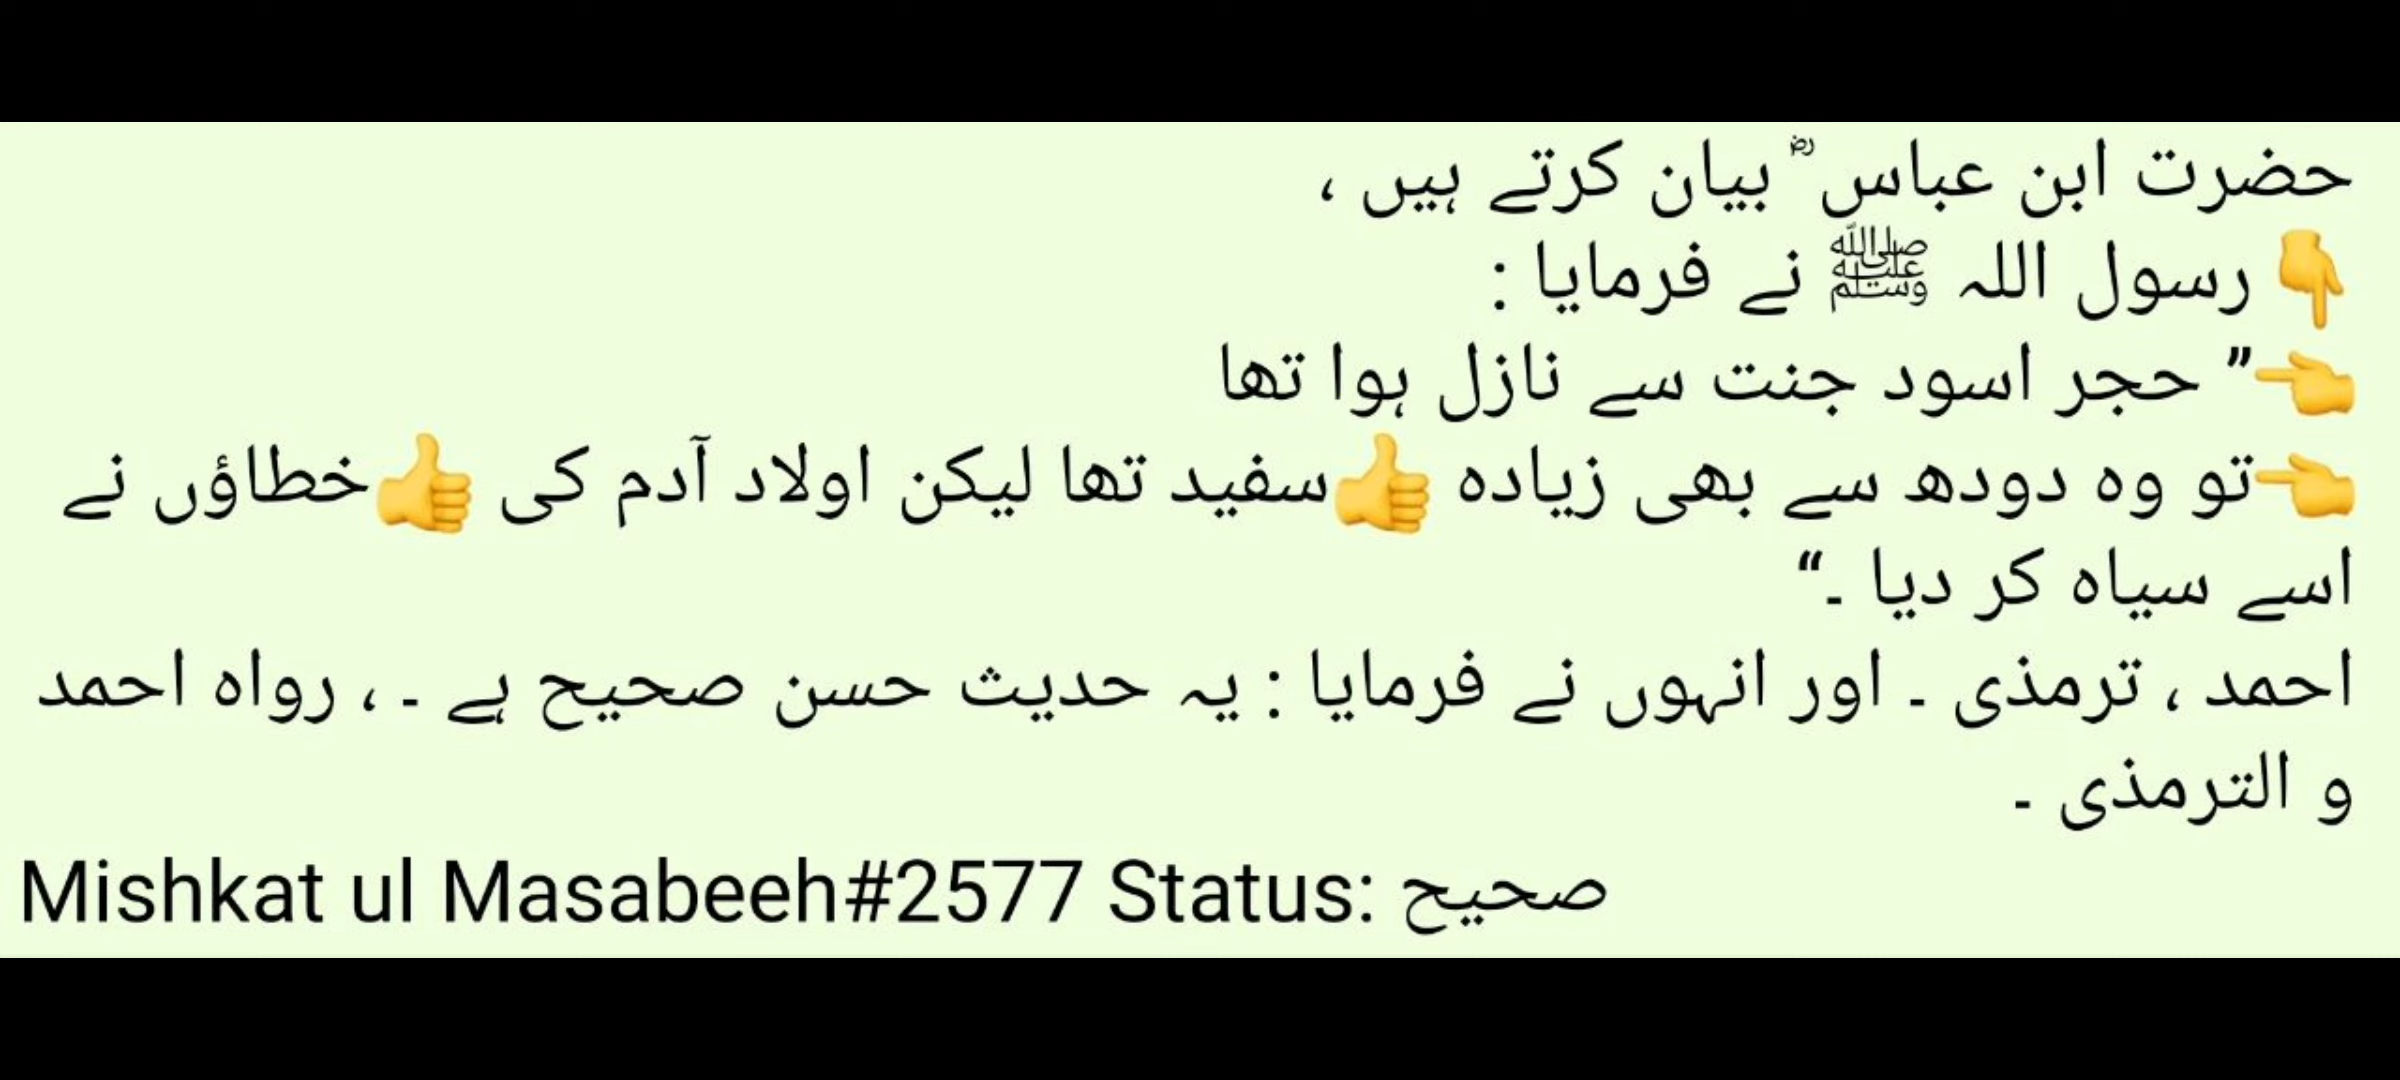 حضرت ابن عباس ؓ بیان کرتے ہیں ،
👇 رسول اللہ ﷺ نے فرمایا :
👈” حجر اسود جنت سے نازل ہوا تھا
👈تو وہ دودھ سے بھی زیادہ 👍سفید تھا لیکن اولاد آدم کی 👍خطاؤں نے
اسے سیاہ کر دیا ۔“
احمد ، ترمذی ۔ اور انہوں نے فرمایا : یہ حدیث حسن صحیح ہے ۔ ، رواہ احمد
و الترمذی ۔
Mishkat ul Masabeeh#2577 Status: صحیح